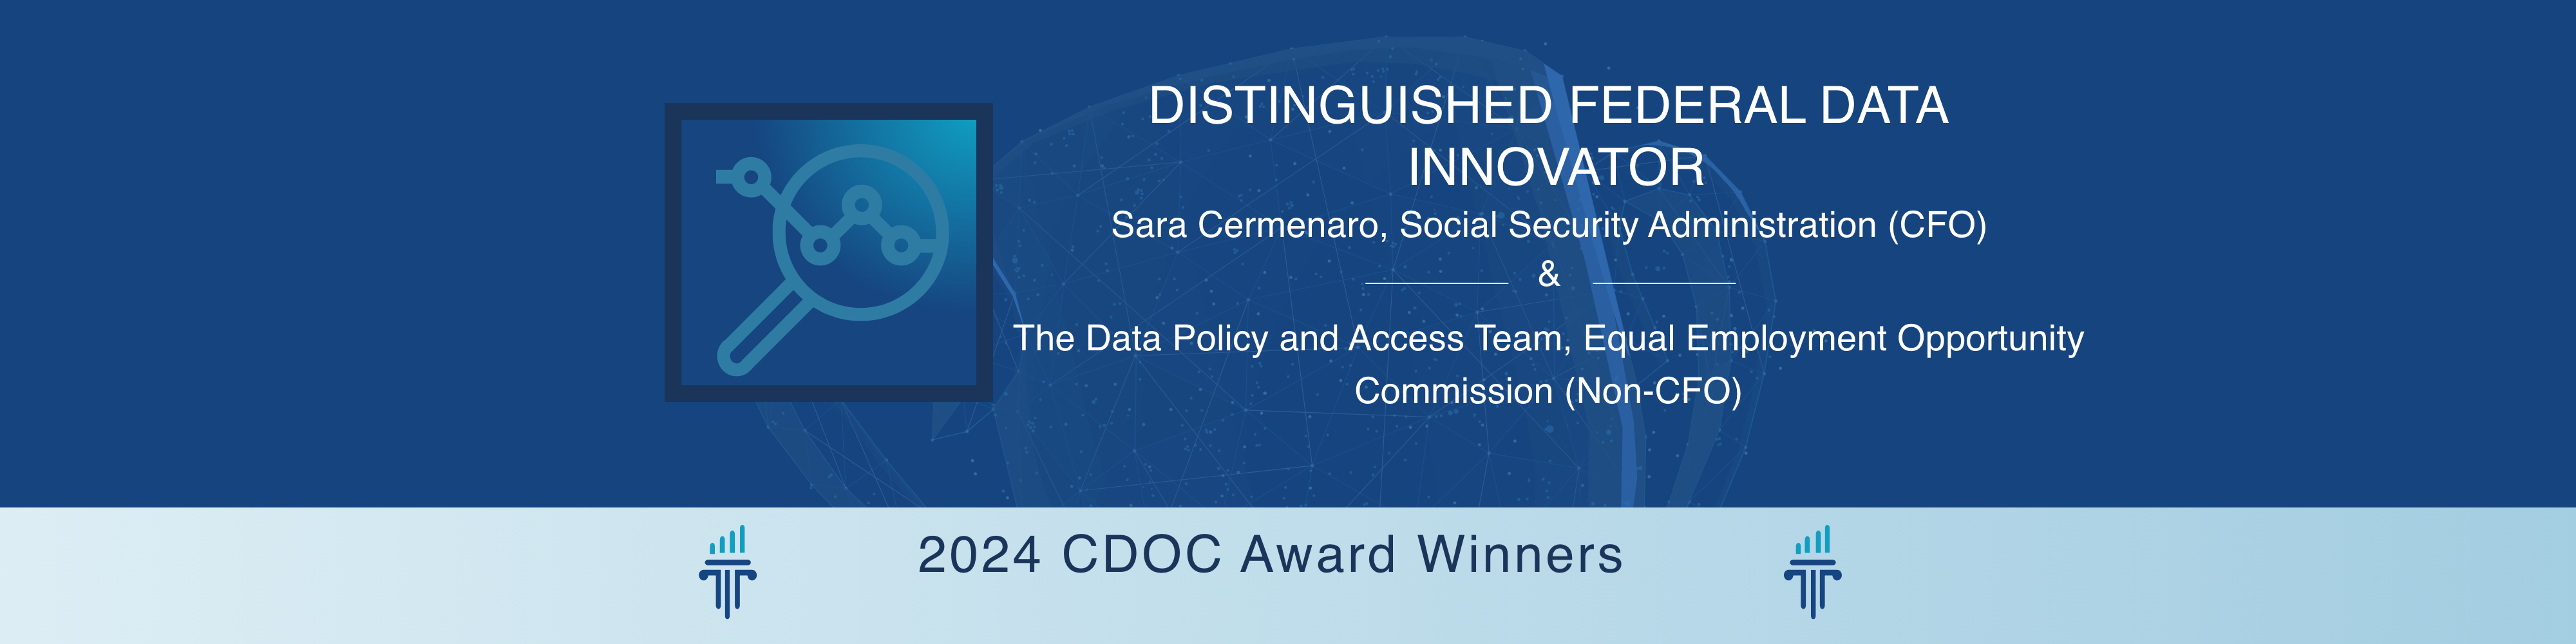 DISTINGUISHED FEDERAL DATA
INNOVATOR
Sara Cermenaro, Social Security Administration (CFO)
&
The Data Policy and Access Team, Equal Employment Opportunity
Commission (Non-CFO)
2024 CDOC Award Winners